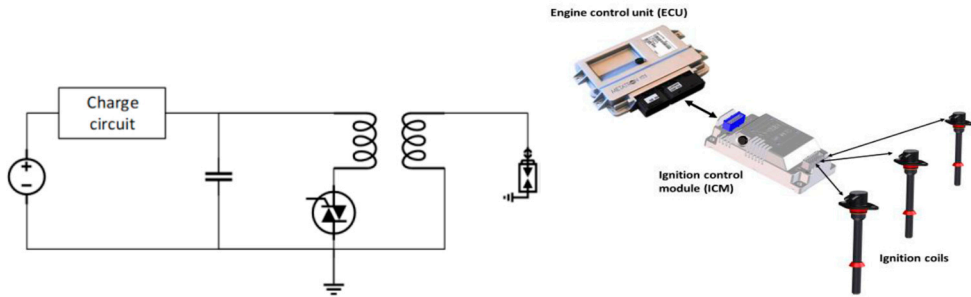 Charge
circuit
Engine control unit (ECU)
Ignition control
module (ICM)
Ignition coils